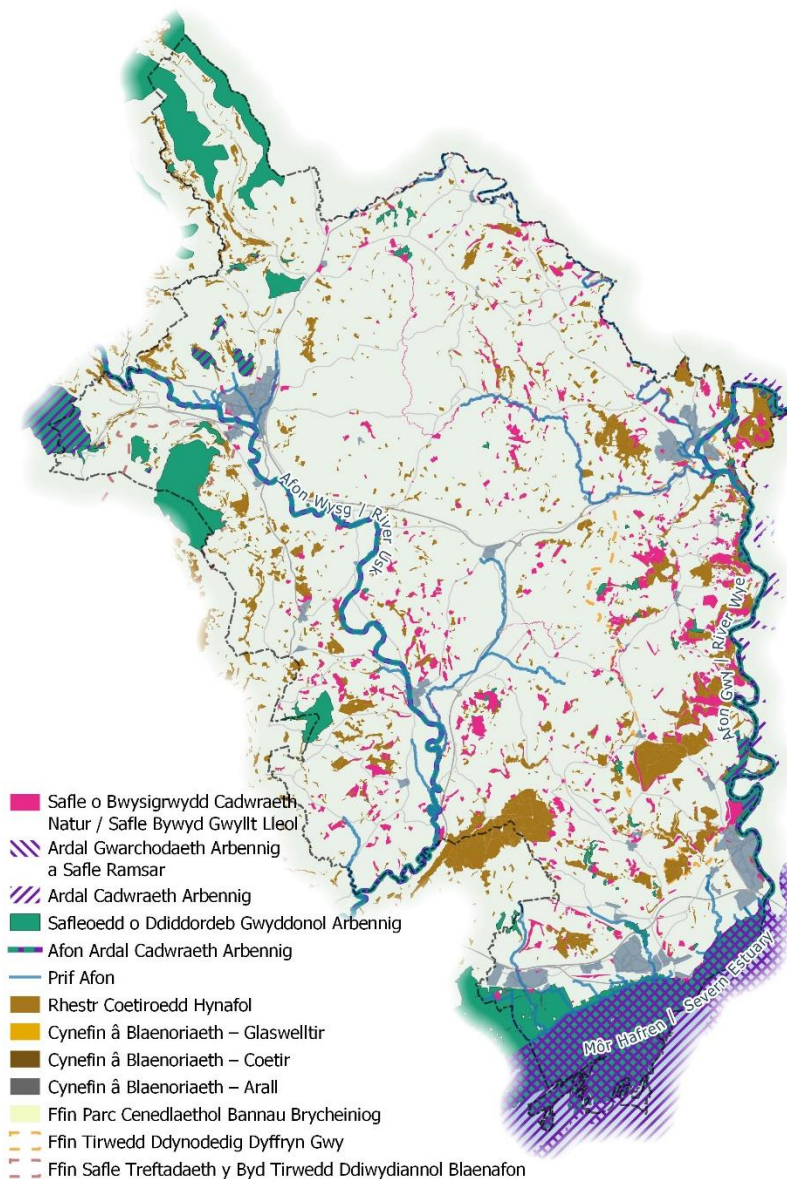 Afon Wysg / River Usk
Afon Gwy / River Wye
Môr Hafren / Severn Estuary
Safle o Bwysigrwydd Cadwraeth
Natur / Safle Bywyd Gwyllt Lleol
Ardal Gwarchodaeth Arbennig
a Safle Ramsar
Ardal Cadwraeth Arbennig
Safleoedd o Ddiddordeb Gwyddonol Arbennig
Afon Ardal Cadwraeth Arbennig
Prif Afon
Rhestr Coetiroedd Hynafol
Cynefin â Blaenoriaeth – Glaswelltir
Cynefin â Blaenoriaeth – Coetir
Cynefin â Blaenoriaeth – Arall
Ffin Parc Cenedlaethol Bannau Brycheiniog
Ffin Tirwedd Ddynodedig Dyffryn Gwy
Ffin Safle Treftadaeth y Byd Tirwedd Ddiwydiannol Blaenafon